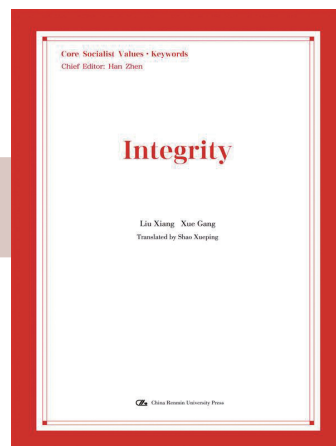 Core Socialist Values • Keywords
Chief Editor: Han Zhen
Integrity
Liu Xiang Xue Gang
Translated by Shao Xueping
China Renmin University Press